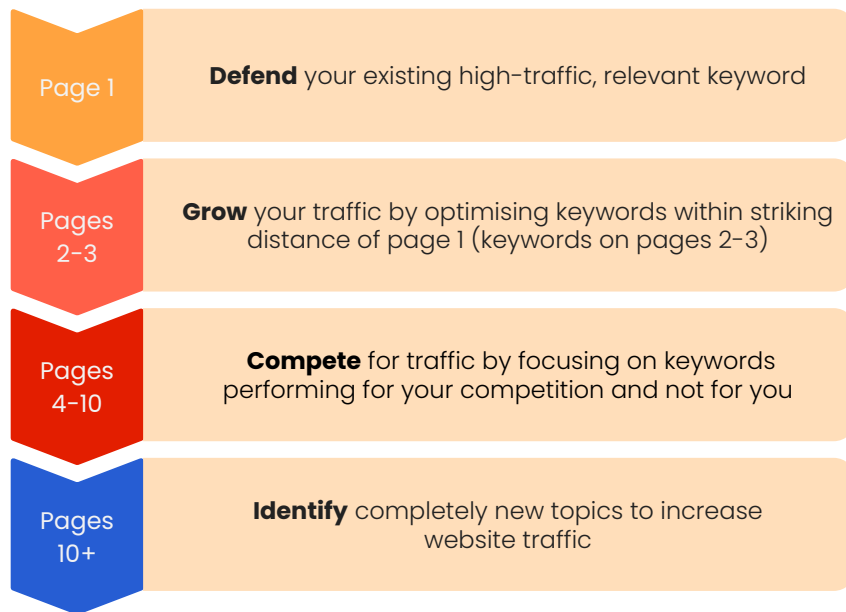 Page 1
Defend your existing high-traffic, relevant keyword
Pages
2-3
Grow your traffic by optimising keywords within striking
distance of page 1 (keywords on pages 2-3)
Pages
4-10
Compete for traffic by focusing on keywords
performing for your competition and not for you
Pages
10+
Identify completely new topics to increase
website traffic